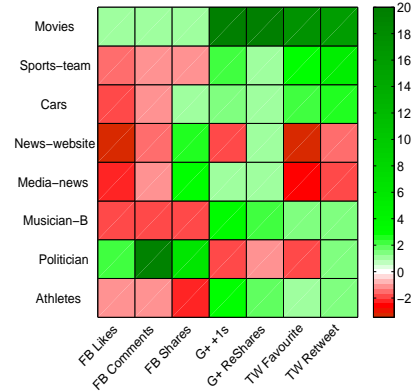 Movies
Sports-team
Cars
News-website
Media-news
Musician-B
Politician
Athletes
FB Likes
FB Comments
FB Shares
G+ +1s
G+ ReShares
TW Favourite
TW Retweet
20
18
16
14
12
10
8
6
4
2
0
−2